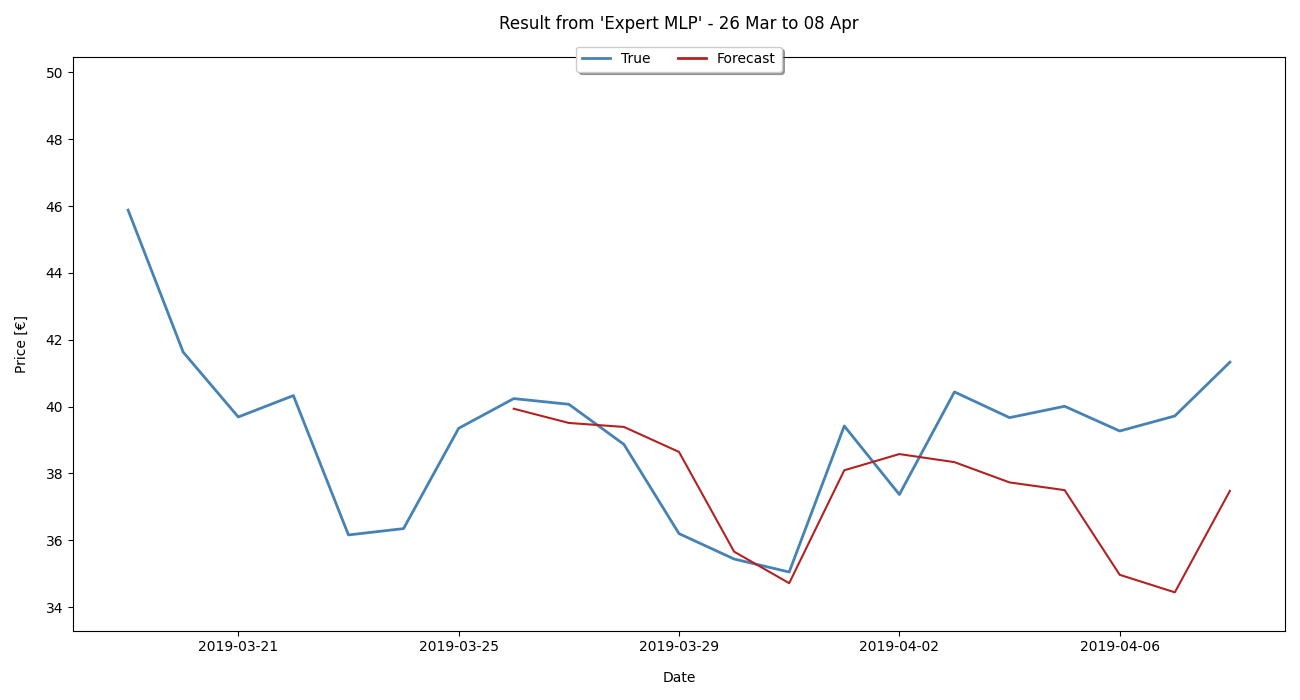 Result from 'Expert MLP' - 26 Mar to 08 Apr
True
Forecast
50
48
46
44
42
40
38
36
34
Price [€]
2019-03-21
2019-03-25
2019-03-29
2019-04-02
2019-04-06
Date